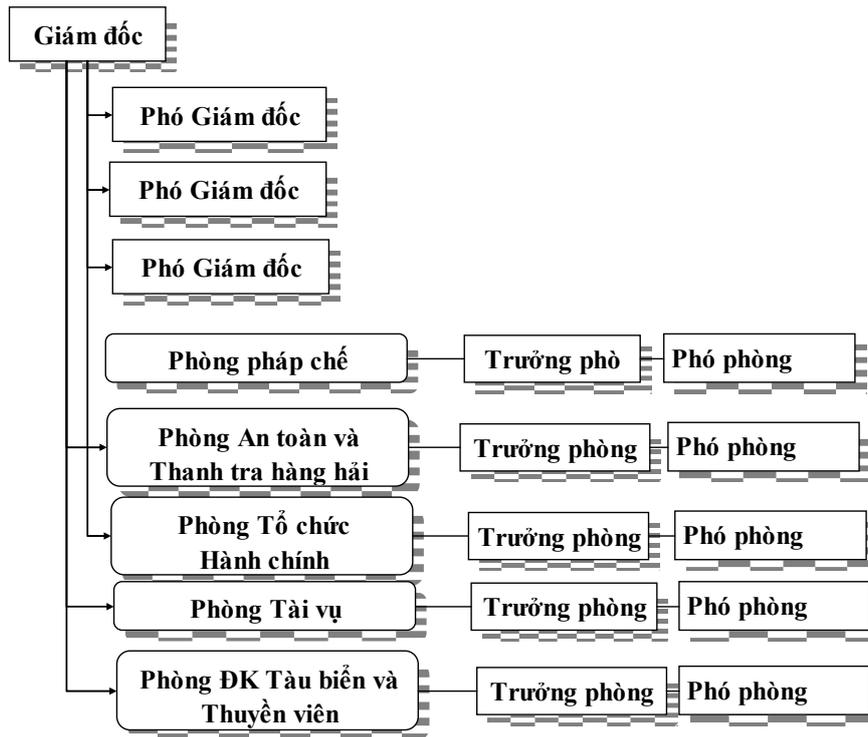 Giám đốc
Phó Giám đốc
Phó Giám đốc
Phó Giám đốc
Phòng pháp chế
Trưởng phò
Phó phòng
Phòng An toàn và
Thanh tra hàng hải
Trưởng phòng
Phó phòng
Phòng Tổ chức
Hành chính
Trưởng phòng
Phó phòng
Phòng Tài vụ
Trưởng phòng
Phó phòng
Phòng ĐK Tàu biển và
Thuyền viên
Trưởng phòng
Phó phòng